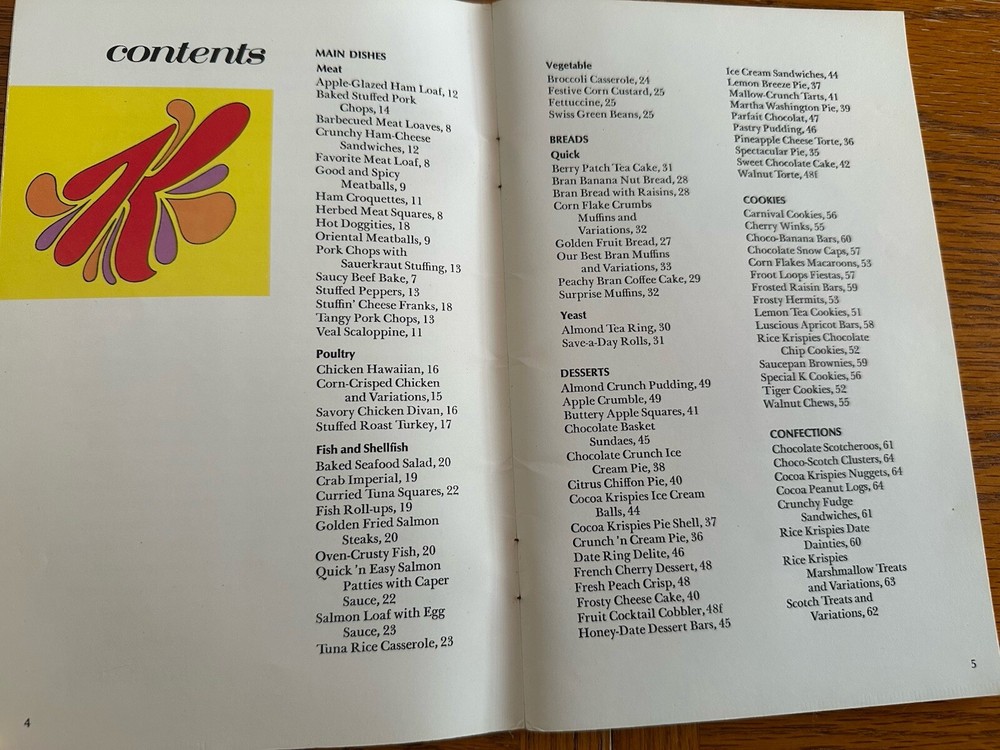 contents
MAIN DISHES
Meat
Apple-Glazed Ham Loaf, 12
Baked Stuffed Pork
Chops, 14
Barbecued Meat Loaves, 8
Crunchy Ham-Cheese
Sandwiches, 12
Favorite Meat Loaf, 8
Good and Spicy
Meatballs, 9
Ham Croquettes, 11
Herbed Meat Squares, 8
Hot Doggities, 18
Oriental Meatballs, 9
Pork Chops with
Sauerkraut Stuffing, 13
Saucy Beef Bake, 7
Stuffed Peppers, 13
Stuffin' Cheese Franks, 18
Tangy Pork Chops, 13
Veal Scaloppine, 11
Poultry
Chicken Hawaiian, 16
Corn-Crisped Chicken
and Variations, 15
Savory Chicken Divan, 16
Stuffed Roast Turkey, 17
Fish and Shellfish
Baked Seafood Salad, 20
Crab Imperial, 19
Curried Tuna Squares, 22
Fish Roll-ups, 19
Golden Fried Salmon
Steaks, 20
Oven-Crusty Fish, 20
Quick 'n Easy Salmon
Patties with Caper
Sauce, 22
Salmon Loaf with Egg
Sauce, 23
Tuna Rice Casserole, 23
4
Vegetable
Broccoli Casserole, 24
Festive Corn Custard, 25
Fettuccine, 25
Swiss Green Beans, 25
BREADS
Quick
Berry Patch Tea Cake, 31
Bran Banana Nut Bread, 28
Bran Bread with Raisins, 28
Corn Flake Crumbs
Muffins and
Variations, 32
Golden Fruit Bread, 27
Our Best Bran Muffins
and Variations, 33
Peachy Bran Coffee Cake, 29
Surprise Muffins, 32
Yeast
Almond Tea Ring, 30
Save-a-Day Rolls, 31
DESSERTS
Almond Crunch Pudding, 49
Apple Crumble, 49
Buttery Apple Squares, 41
Chocolate Basket
Sundaes, 45
Chocolate Crunch Ice
Cream Pie, 38
Citrus Chiffon Pie, 40
Cocoa Krispies Ice Cream
Balls, 44
Cocoa Krispies Pie Shell, 37
Crunch 'n Cream Pie, 36
Date Ring Delite, 46
French Cherry Dessert, 48
Fresh Peach Crisp, 48
Frosty Cheese Cake, 40
Fruit Cocktail Cobbler, 48f
Honey-Date Dessert Bars, 45
Ice Cream Sandwiches, 44
Lemon Breeze Pie, 37
Mallow-Crunch Tarts, 41
Martha Washington Pie, 39
Parfait Chocolat, 47
Pastry Pudding, 46
Pineapple Cheese Torte, 36
Spectacular Pie, 35
Sweet Chocolate Cake, 42
Walnut Torte, 48f
COOKIES
Carnival Cookies, 56
Cherry Winks, 55
Choco-Banana Bars, 60
Chocolate Snow Caps, 57
Corn Flakes Macaroons, 53
Froot Loops Fiestas, 57
Frosted Raisin Bars, 59
Frosty Hermits, 53
Lemon Tea Cookies, 51
Luscious Apricot Bars, 58
Rice Krispies Chocolate
Chip Cookies, 52
Saucepan Brownies, 59
Special K Cookies, 56
Tiger Cookies, 52
Walnut Chews, 55
CONFECTIONS
Chocolate Scotcheroos, 61
Choco-Scotch Clusters, 64
Cocoa Krispies Nuggets, 64
Cocoa Peanut Logs, 64
Crunchy Fudge
Sandwiches, 61
Rice Krispies Date
Dainties, 60
Rice Krispies
Marshmallow Treats
and Variations, 63
Scotch Treats and
Variations, 62
5